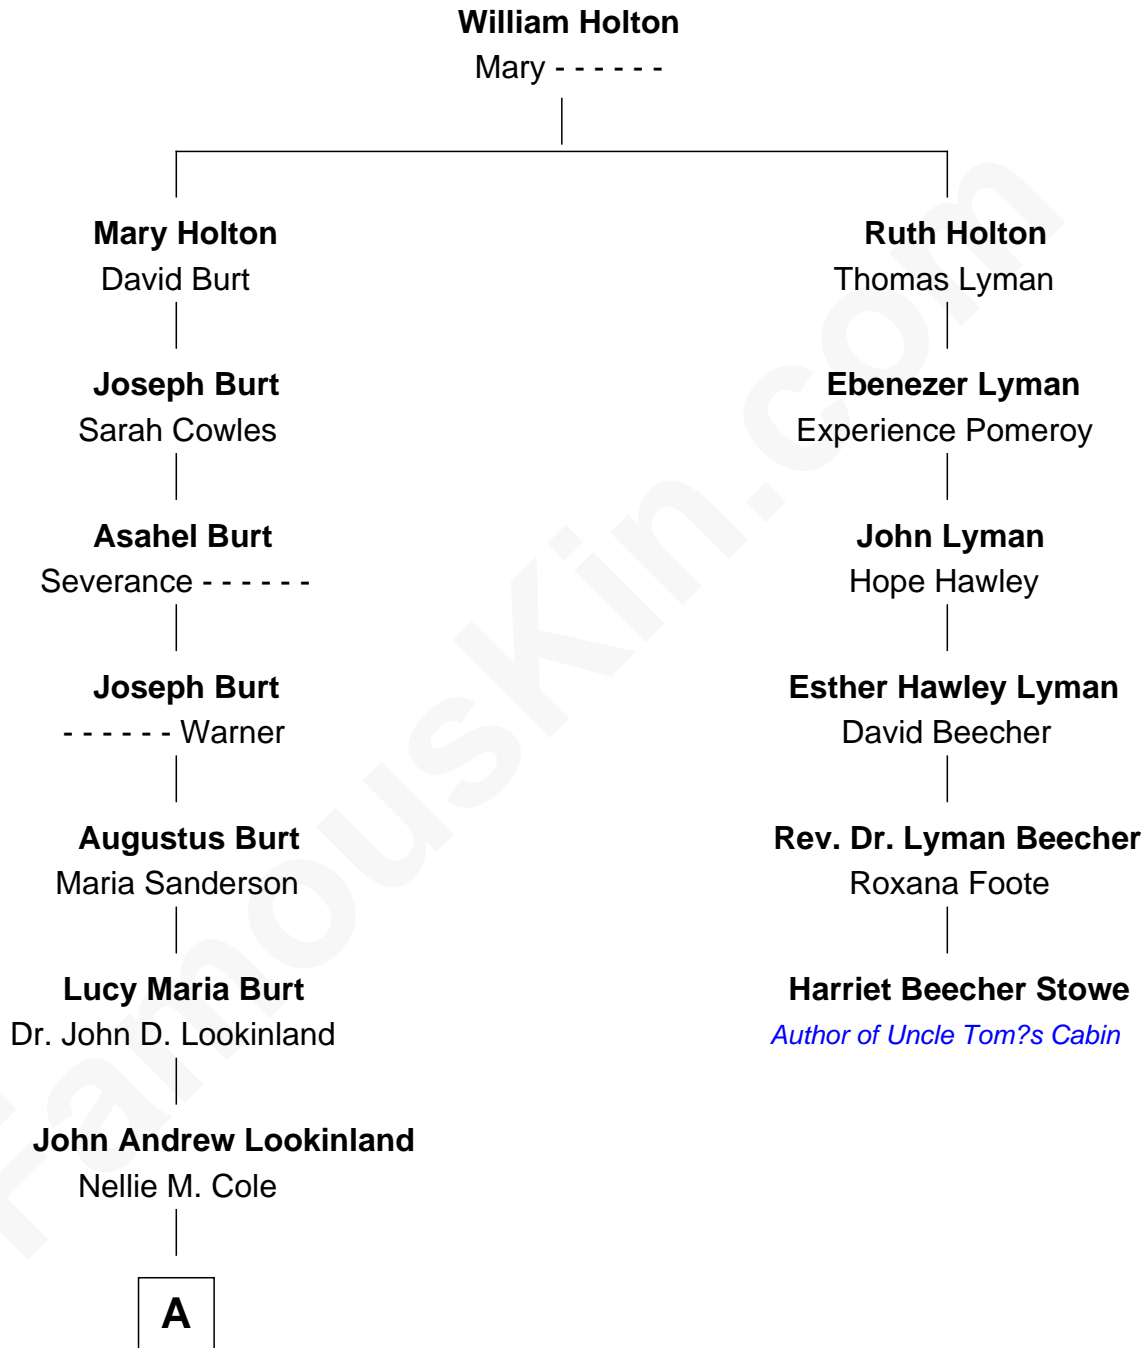 William Holton
Mary - - - - - -
Mary Holton
David Burt
Ruth Holton
Thomas Lyman
Joseph Burt
Sarah Cowles
Ebenezer Lyman
Experience Pomeroy
Asahel Burt
Severance - - - - - -
John Lyman
Hope Hawley
Joseph Burt
- - - - - - Warner
Esther Hawley Lyman
David Beecher
Augustus Burt
Maria Sanderson
Rev. Dr. Lyman Beecher
Roxana Foote
Lucy Maria Burt
Dr. John D. Lookinland
Harriet Beecher Stowe
Author of Uncle Tom?s Cabin
John Andrew Lookinland
Nellie M. Cole
A
FamousKin.com